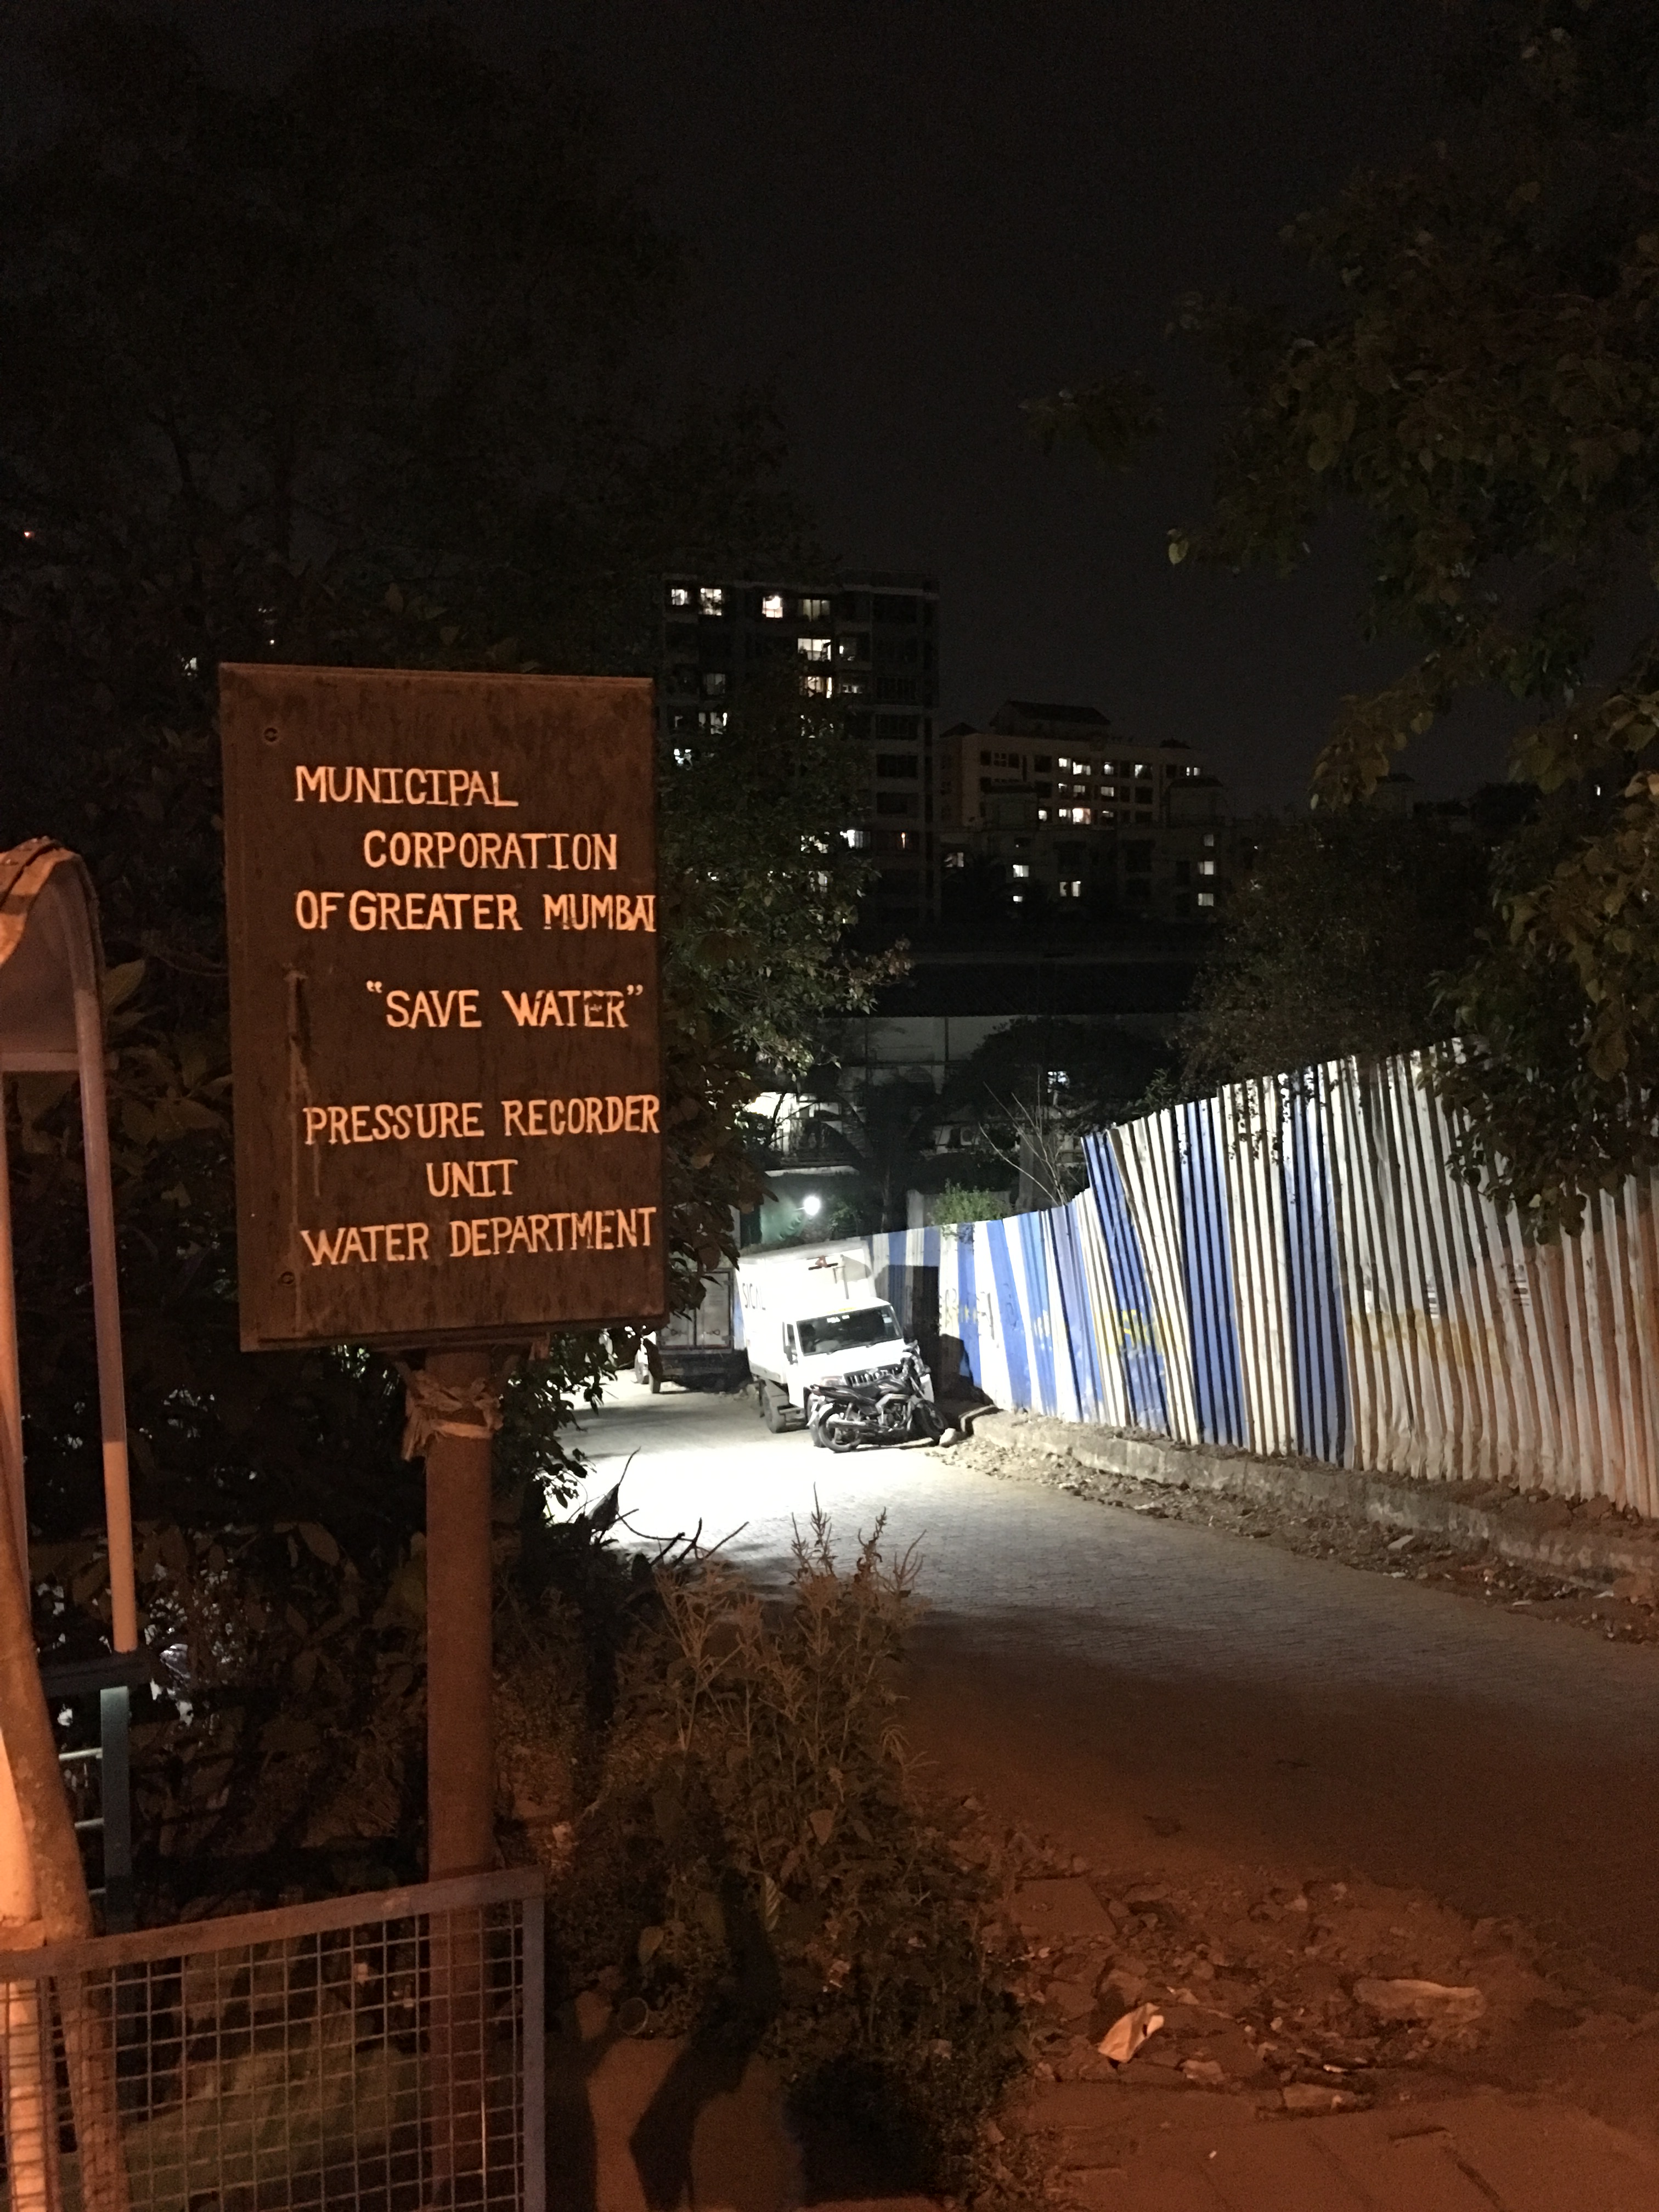 MUNICIPAL
CORPORATION
OF GREATER MUMBAI
"SAVE WATER"
PRESSURE RECORDER
UNIT
WATER DEPARTMENT